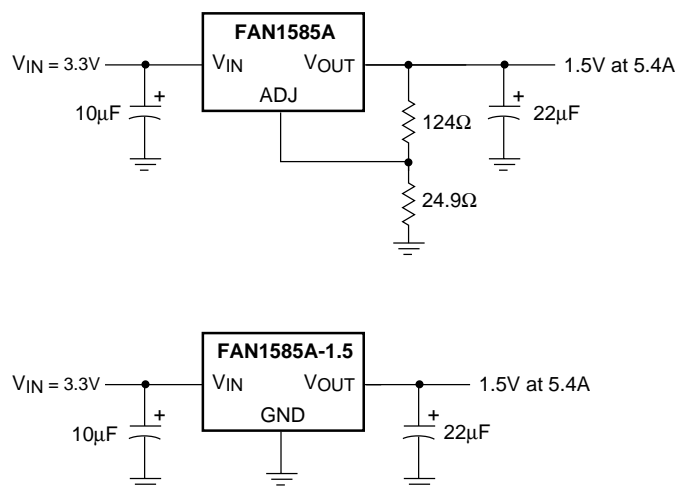 FAN1585A
VIN = 3.3V
VIN
VOUT
1.5V at 5.4A
ADJ
+
10μF
124Ω
+
22μF
24.9Ω
FAN1585A-1.5
VIN = 3.3V
VIN
VOUT
1.5V at 5.4A
GND
+
10μF
+
22μF